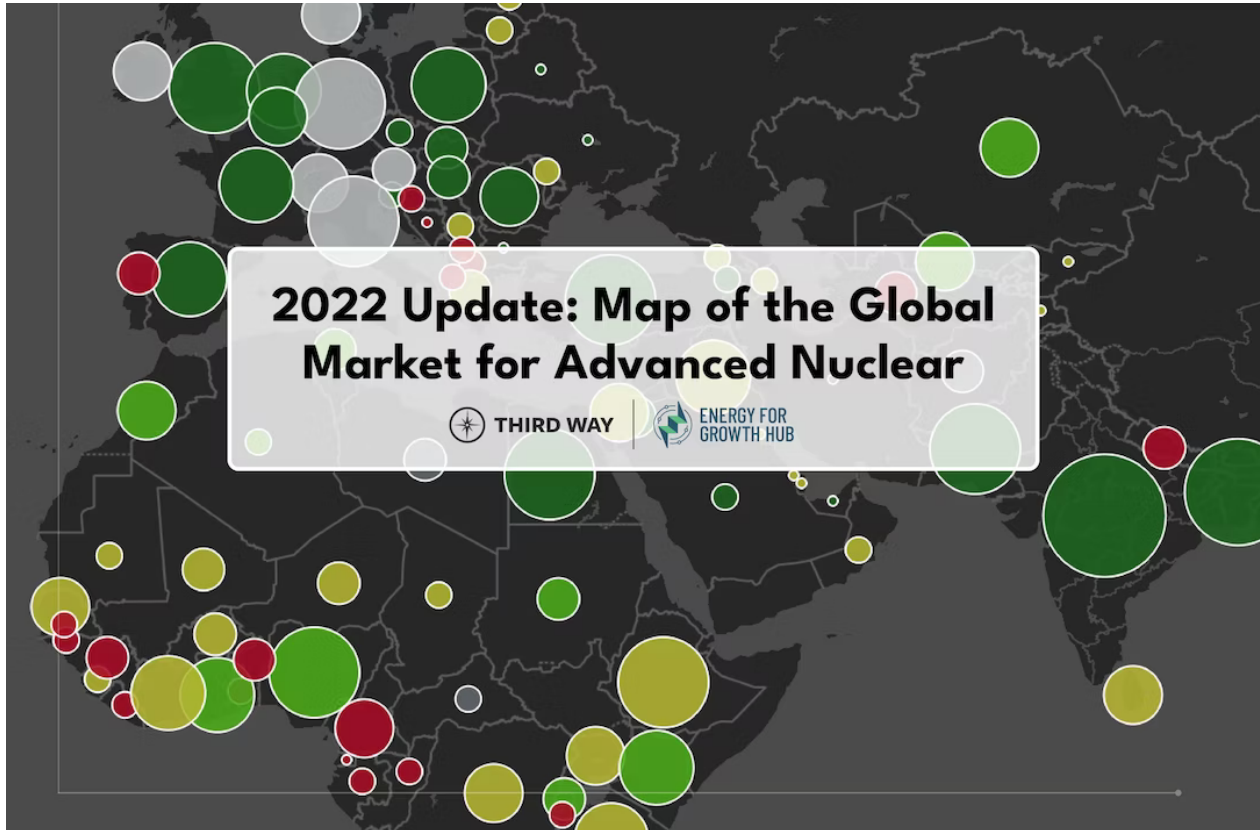 2022 Update: Map of the Global
Market for Advanced Nuclear
THIRD WAY
ENERGY FOR
GROWTH HUB